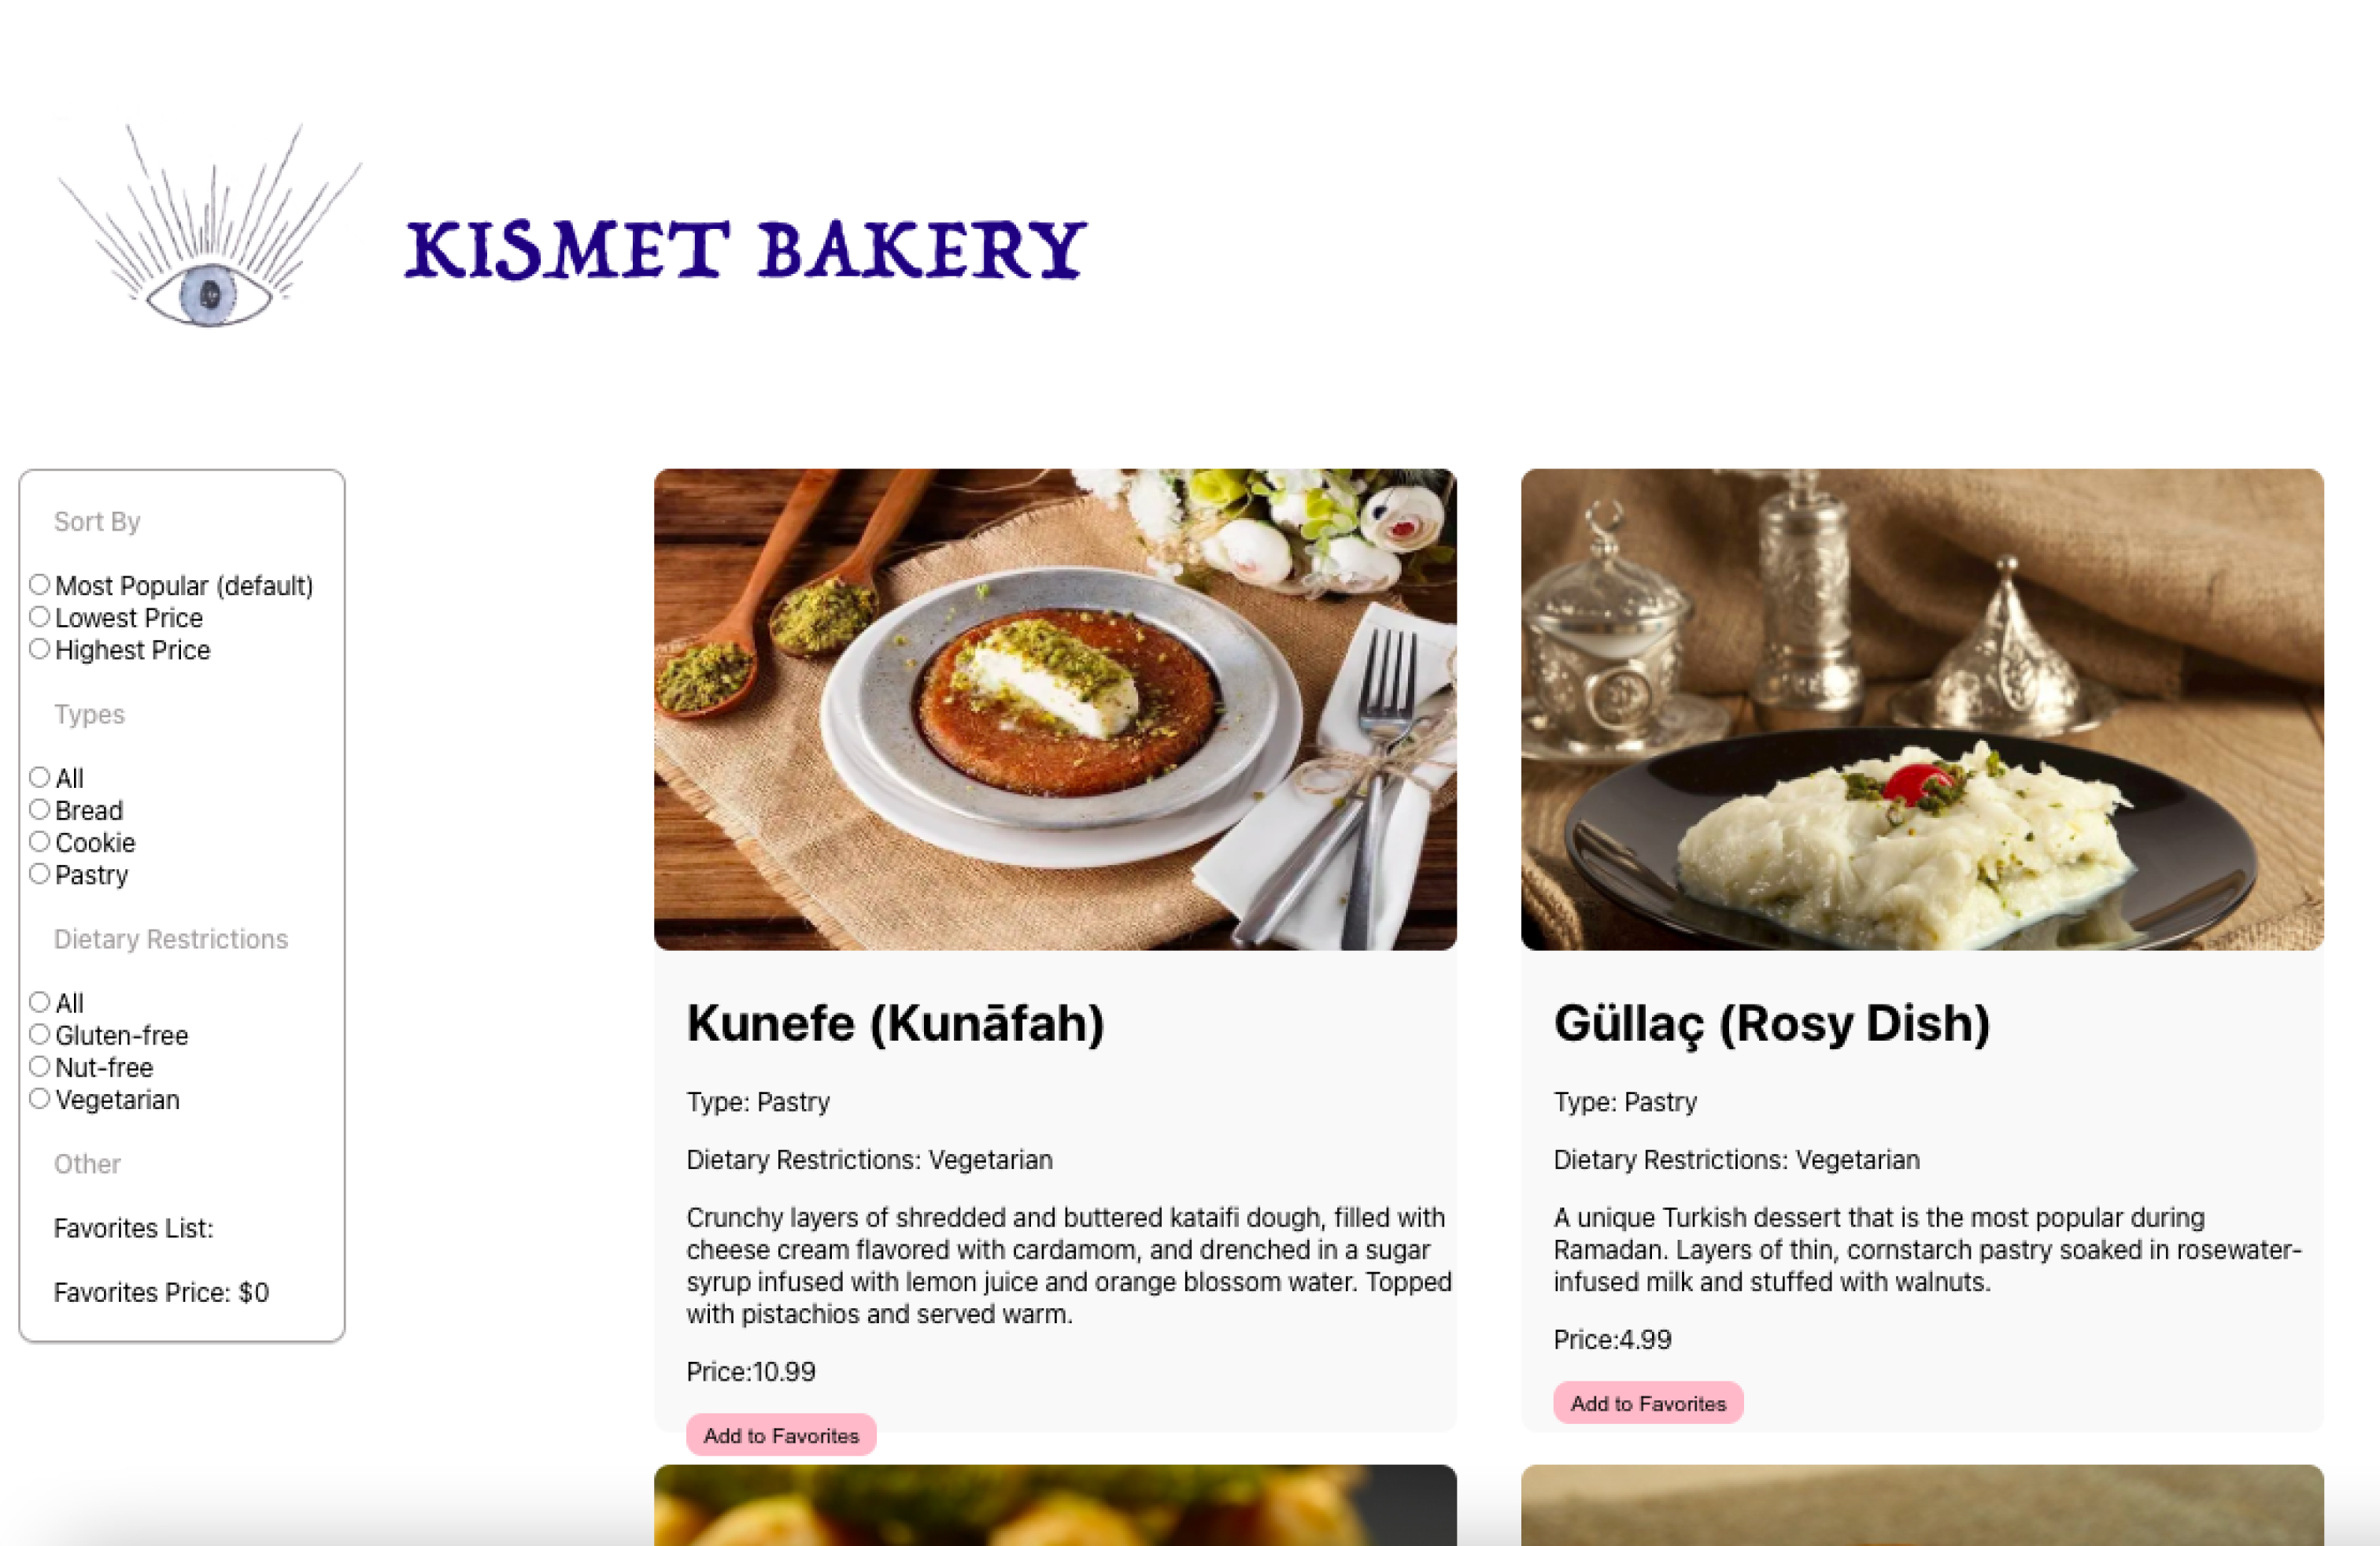 KISMET BAKERY
Sort By
Most Popular (default)
Lowest Price
Highest Price
Types
All
Bread
Cookie
Pastry
Dietary Restrictions
All
Gluten-free
Nut-free
Vegetarian
Other
Favorites List:
Favorites Price: $0
Kunefe (Kunāfah)
Type: Pastry
Dietary Restrictions: Vegetarian
Crunchy layers of shredded and buttered kataifi dough, filled with
cheese cream flavored with cardamom, and drenched in a sugar
syrup infused with lemon juice and orange blossom water. Topped
with pistachios and served warm.
Price:10.99
Add to Favorites
Güllaç (Rosy Dish)
Type: Pastry
Dietary Restrictions: Vegetarian
A unique Turkish dessert that is the most popular during
Ramadan. Layers of thin, cornstarch pastry soaked in rosewater-
infused milk and stuffed with walnuts.
Price:4.99
Add to Favorites